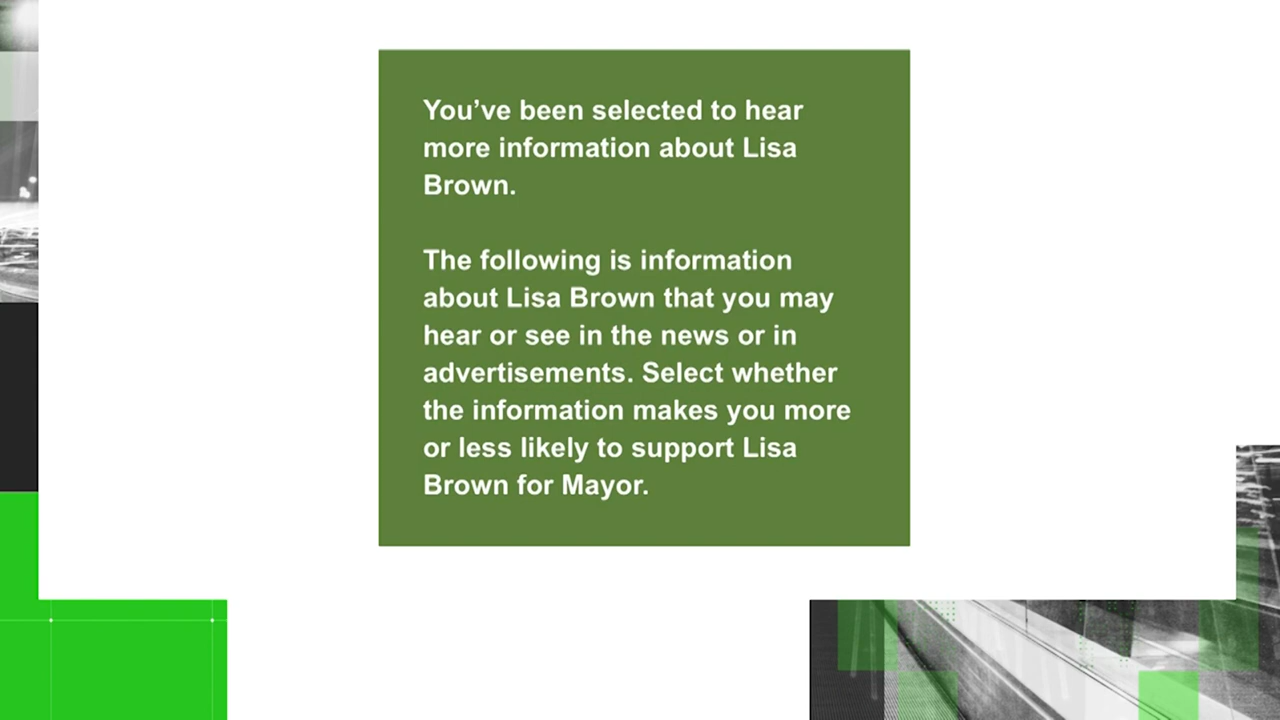 You’ve been selected to hear
more information about Lisa
Brown.
The following is information
about Lisa Brown that you may
hear or see in the news or in
advertisements. Select whether
the information makes you more
or less likely to support Lisa
Brown for Mayor.